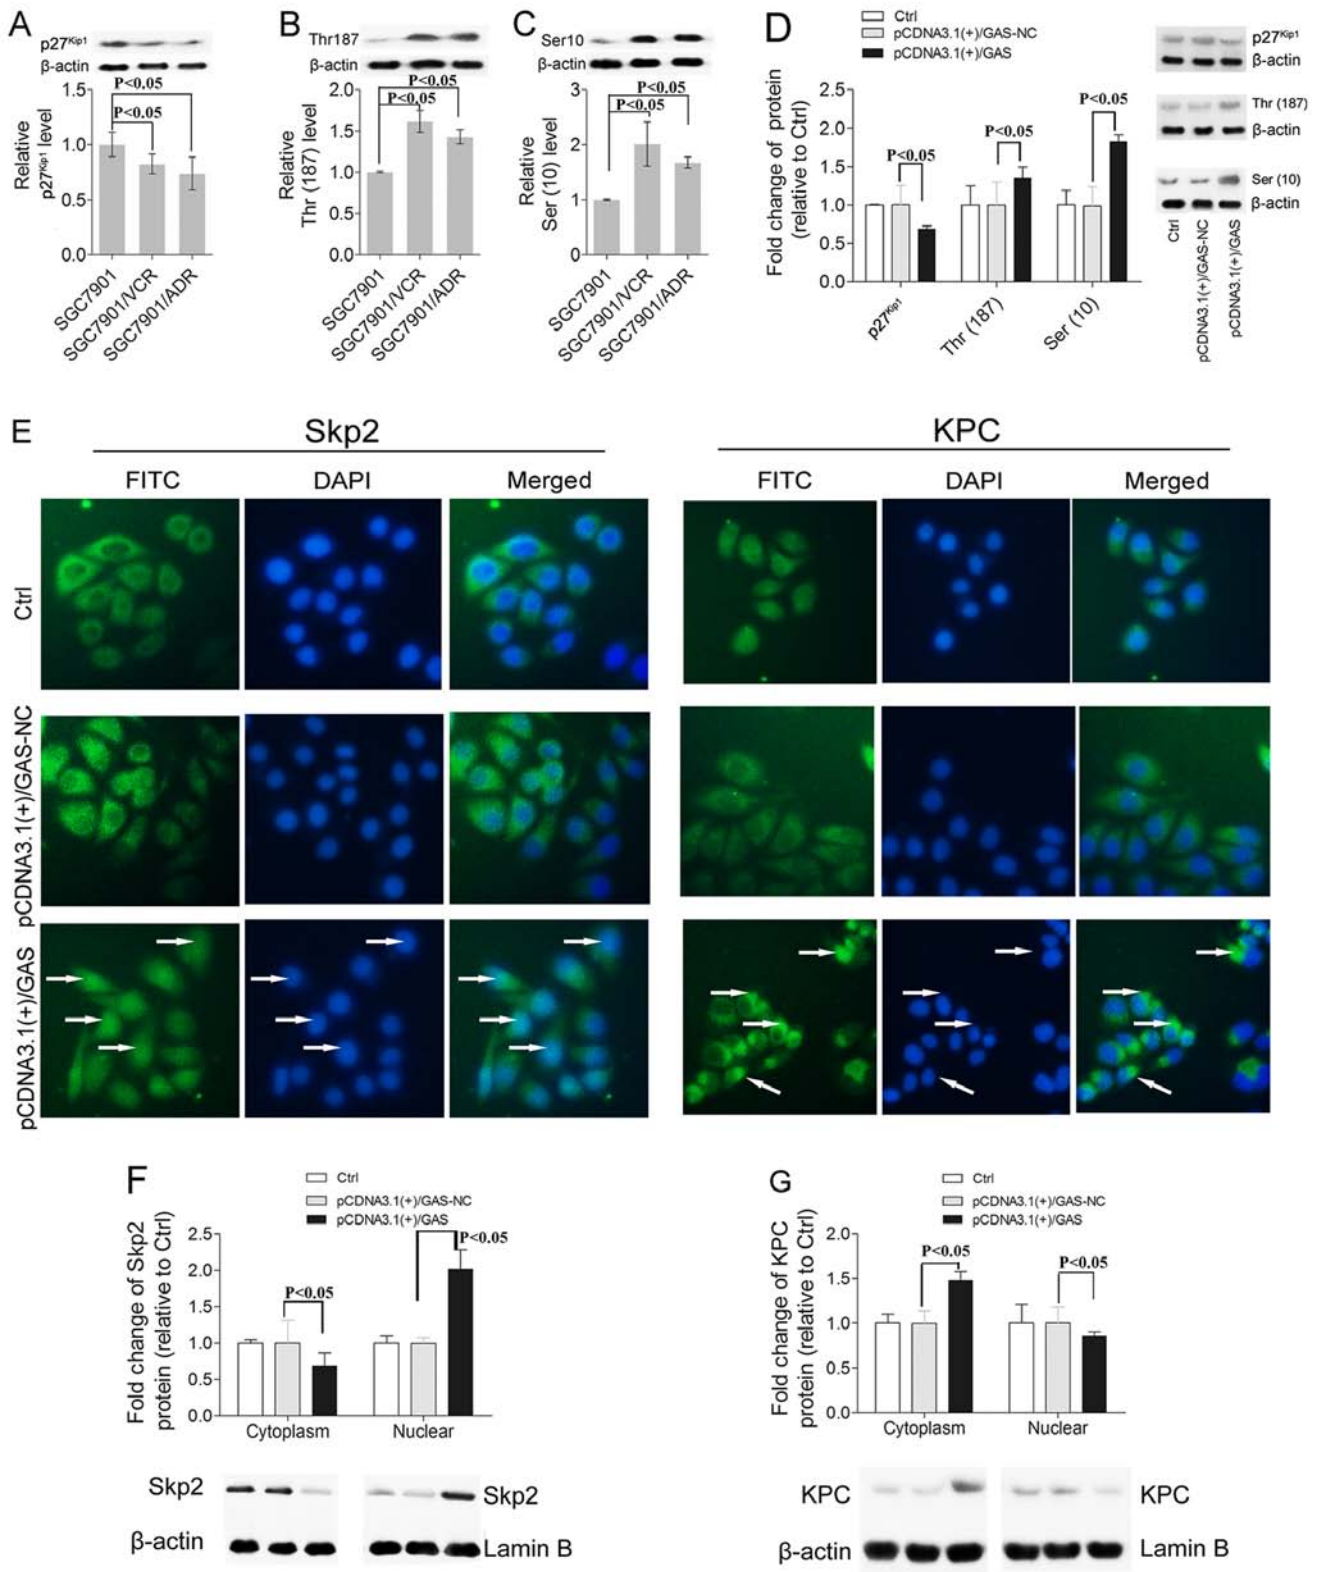 A
p27Kip1
β-actin
P<0.05
P<0.05
Relative
p27Kip1 level
1.5
1.0
0.5
0.0
SGC7901
SGC7901/VCR
SGC7901/ADR
B
Thr187
β-actin
P<0.05
P<0.05
Relative
Thr (187) level
2.0
1.5
1.0
0.5
0.0
SGC7901
SGC7901/VCR
SGC7901/ADR
C
Ser10
β-actin
P<0.05
P<0.05
Relative
Ser (10) level
3
2
1
0
SGC7901
SGC7901/VCR
SGC7901/ADR
D
Ctrl
pCDNA3.1(+)/GAS-NC
pCDNA3.1(+)/GAS
Fold change of protein
(relative to Ctrl)
2.5
2.0
1.5
1.0
0.5
0.0
P<0.05
P<0.05
P<0.05
p27Kip1
Thr (187)
Ser (10)
p27Kip1
β-actin
Thr (187)
β-actin
Ser (10)
β-actin
Ctrl
pCDNA3.1(+)/GAS-NC
pCDNA3.1(+)/GAS
E
Skp2
KPC
FITC
DAPI
Merged
FITC
DAPI
Merged
Ctrl
pCDNA3.1(+)/GAS-NC
pCDNA3.1(+)/GAS
F
Ctrl
pCDNA3.1(+)/GAS-NC
pCDNA3.1(+)/GAS
Fold change of Skp2
protein (relative to Ctrl)
2.5
2.0
1.5
1.0
0.5
0.0
P<0.05
P<0.05
Cytoplasm
Nuclear
Skp2
Skp2
β-actin
Lamin B
G
Ctrl
pCDNA3.1(+)/GAS-NC
pCDNA3.1(+)/GAS
Fold change of KPC
protein (relative to Ctrl)
2.0
1.5
1.0
0.5
0.0
P<0.05
P<0.05
Cytoplasm
Nuclear
KPC
KPC
β-actin
Lamin B